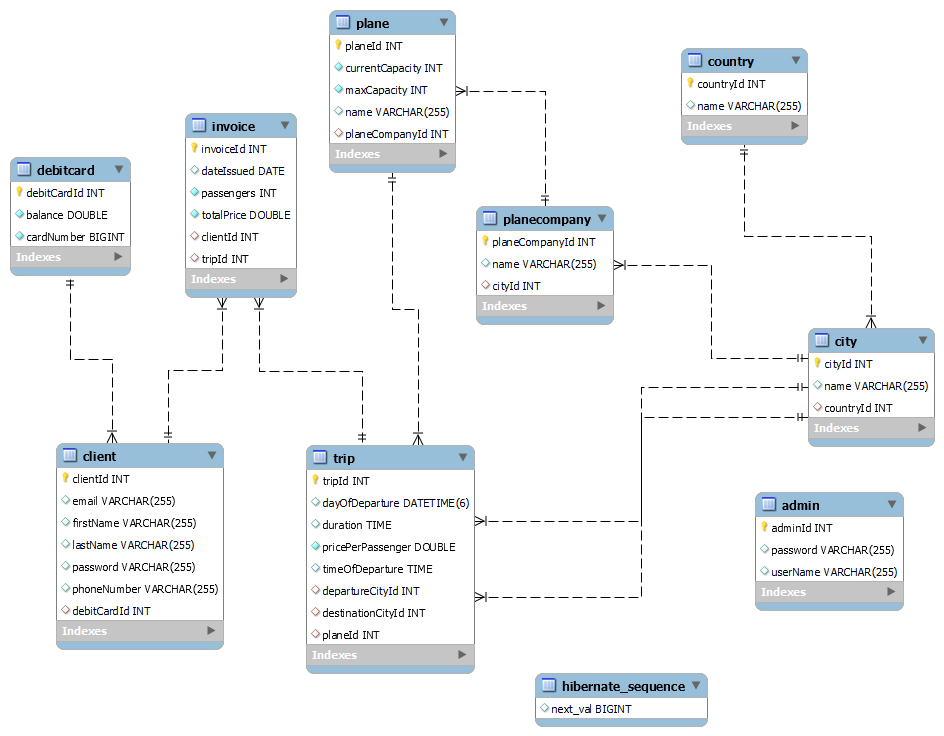 plane
planeId INT
currentCapacity INT
maxCapacity INT
name VARCHAR(255)
planeCompanyId INT
Indexes
country
countryId INT
name VARCHAR(255)
Indexes
invoice
invoiceId INT
dateIssued DATE
passengers INT
totalPrice DOUBLE
clientId INT
tripId INT
Indexes
debitcard
debitCardId INT
balance DOUBLE
cardNumber BIGINT
Indexes
planecompany
planeCompanyId INT
name VARCHAR(255)
cityId INT
Indexes
city
cityId INT
name VARCHAR(255)
countryId INT
Indexes
client
clientId INT
email VARCHAR(255)
firstName VARCHAR(255)
lastName VARCHAR(255)
password VARCHAR(255)
phoneNumber VARCHAR(255)
debitCardId INT
Indexes
trip
tripId INT
dayOfDeparture DATETIME(6)
duration TIME
pricePerPassenger DOUBLE
timeOfDeparture TIME
departureCityId INT
destinationCityId INT
planeId INT
Indexes
admin
adminId INT
password VARCHAR(255)
userName VARCHAR(255)
Indexes
hibernate_sequence
next_val BIGINT